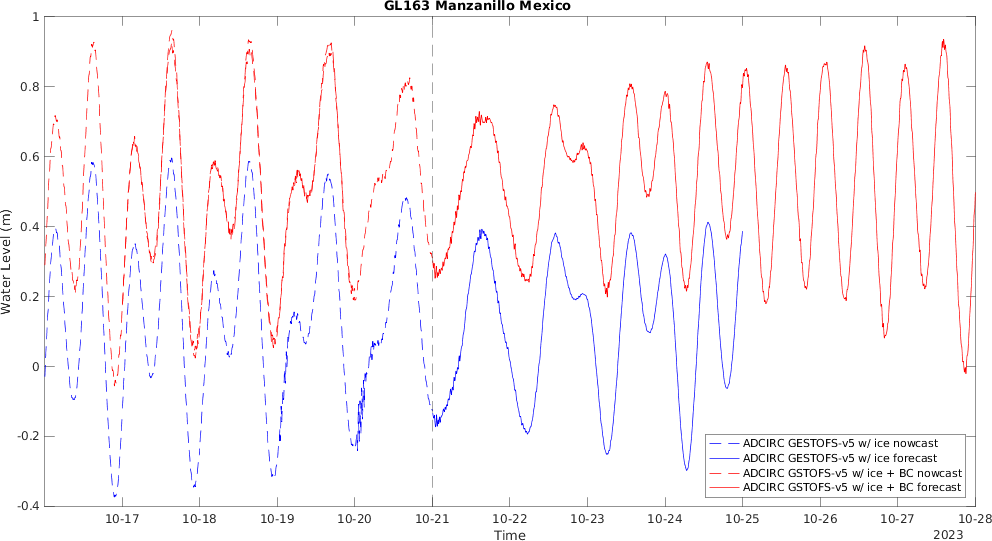 GL163 Manzanillo Mexico
Water Level (m)
1
0.8
0.6
0.4
0.2
0
-0.2
-0.4
ADCIRC GESTOFS-v5 w/ ice nowcast
ADCIRC GESTOFS-v5 w/ ice forecast
ADCIRC GSTOFS-v5 w/ ice + BC nowcast
ADCIRC GSTOFS-v5 w/ ice + BC forecast
10-17 10-18 10-19 10-20 10-21 10-22 10-23 10-24 10-25 10-26 10-27 10-28
Time
2023